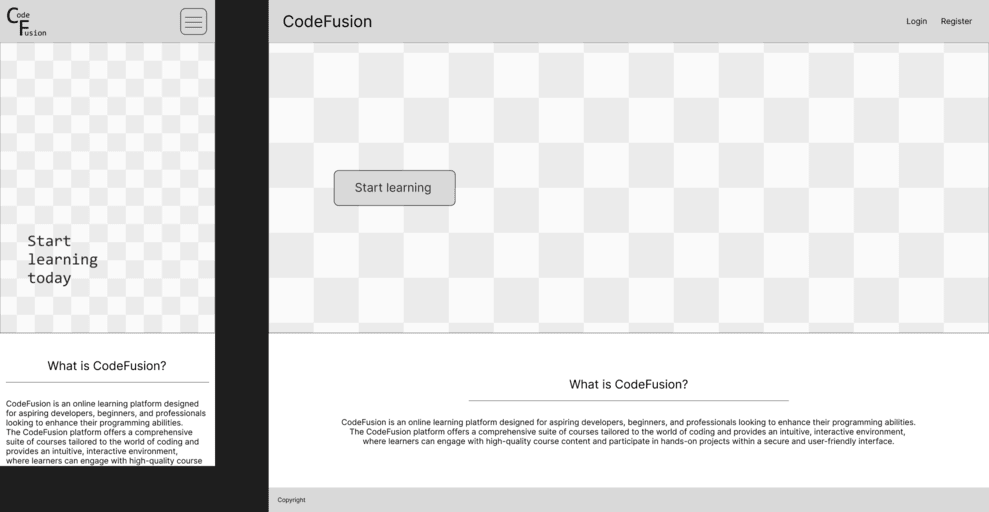 Code
Fusion
Start
learning
today
What is CodeFusion?
CodeFusion is an online learning platform designed
for aspiring developers, beginners, and professionals
looking to enhance their programming abilities.
The CodeFusion platform offers a comprehensive
suite of courses tailored to the world of coding and
provides an intuitive, interactive environment,
where learners can engage with high-quality course
CodeFusion
Login
Register
Start learning
What is CodeFusion?
CodeFusion is an online learning platform designed for aspiring developers, beginners, and professionals looking to enhance their programming abilities.
The CodeFusion platform offers a comprehensive suite of courses tailored to the world of coding and provides an intuitive, interactive environment,
where learners can engage with high-quality course content and participate in hands-on projects within a secure and user-friendly interface.
Copyright